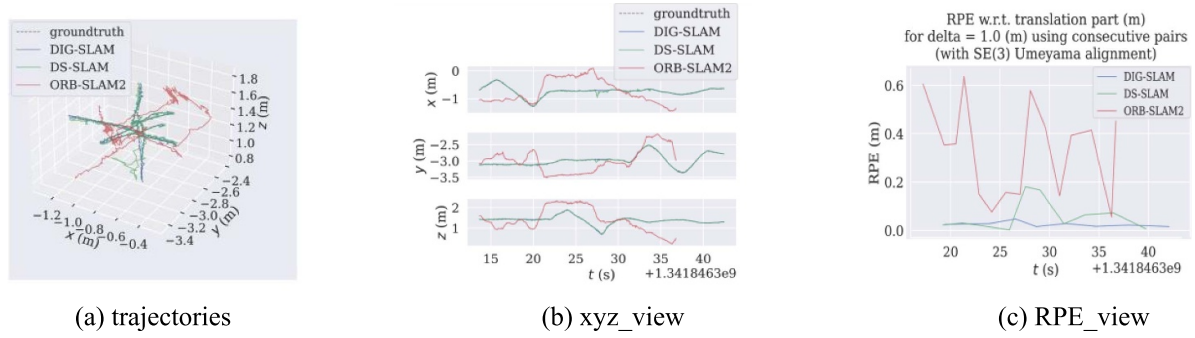 groundtruth
DIG-SLAM
DS-SLAM
ORB-SLAM2
1.8
1.6
1.4
1.2
1.0
0.8
z (m)
−2.4
−2.6
−2.8
−3.0
−3.2
−3.4
y (m)
−1.2
−1.0
−0.8
−0.6
−0.4
x (m)
(a) trajectories
groundtruth
DIG-SLAM
DS-SLAM
ORB-SLAM2
0
−1
x (m)
−2.5
−3.0
−3.5
y (m)
2
1
z (m)
15 20 25 30 35 40
t (s)
+1.3418463e9
(b) xyz_view
RPE w.r.t. translation part (m)
for delta = 1.0 (m) using consecutive pairs
(with SE(3) Umeyama alignment)
DIG-SLAM
DS-SLAM
ORB-SLAM2
0.6
0.4
0.2
0.0
RPE (m)
20 25 30 35 40
t (s)
+1.3418463e9
(c) RPE_view